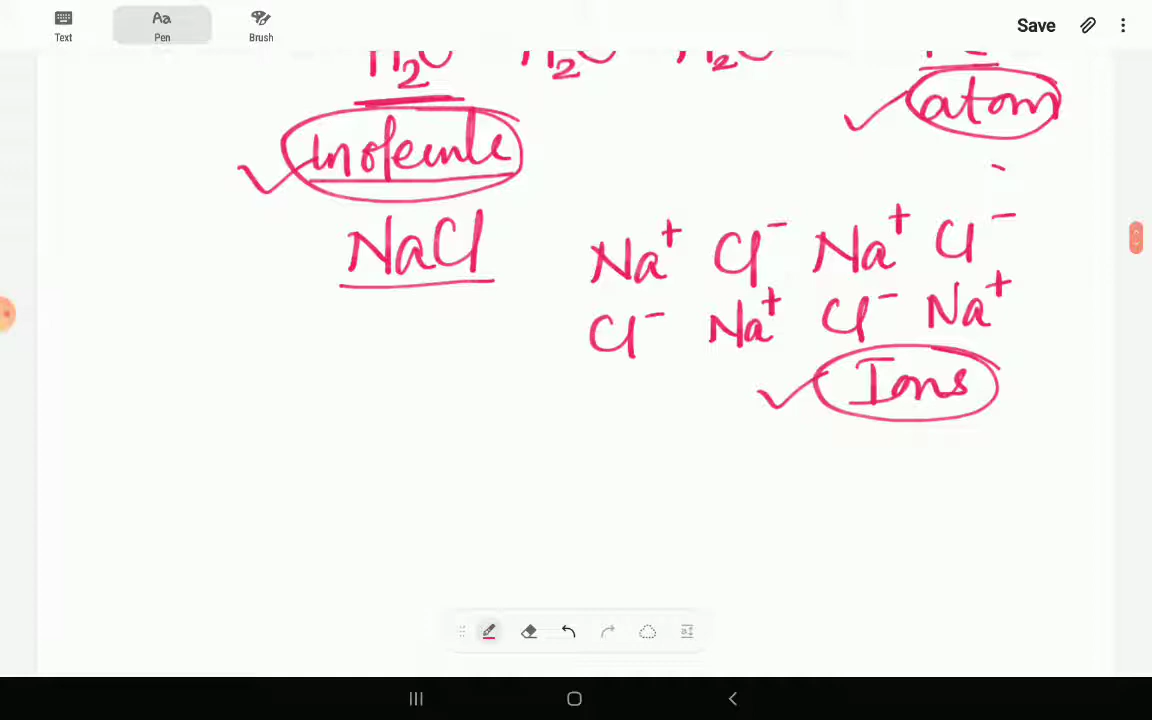 Text Pen Brush Save
H₂O H₂O H₂O
atom
molecule
NaCl Na⁺ Cl⁻ Na⁺ Cl⁻
Cl⁻ Na⁺ Cl⁻ Na⁺
Ions